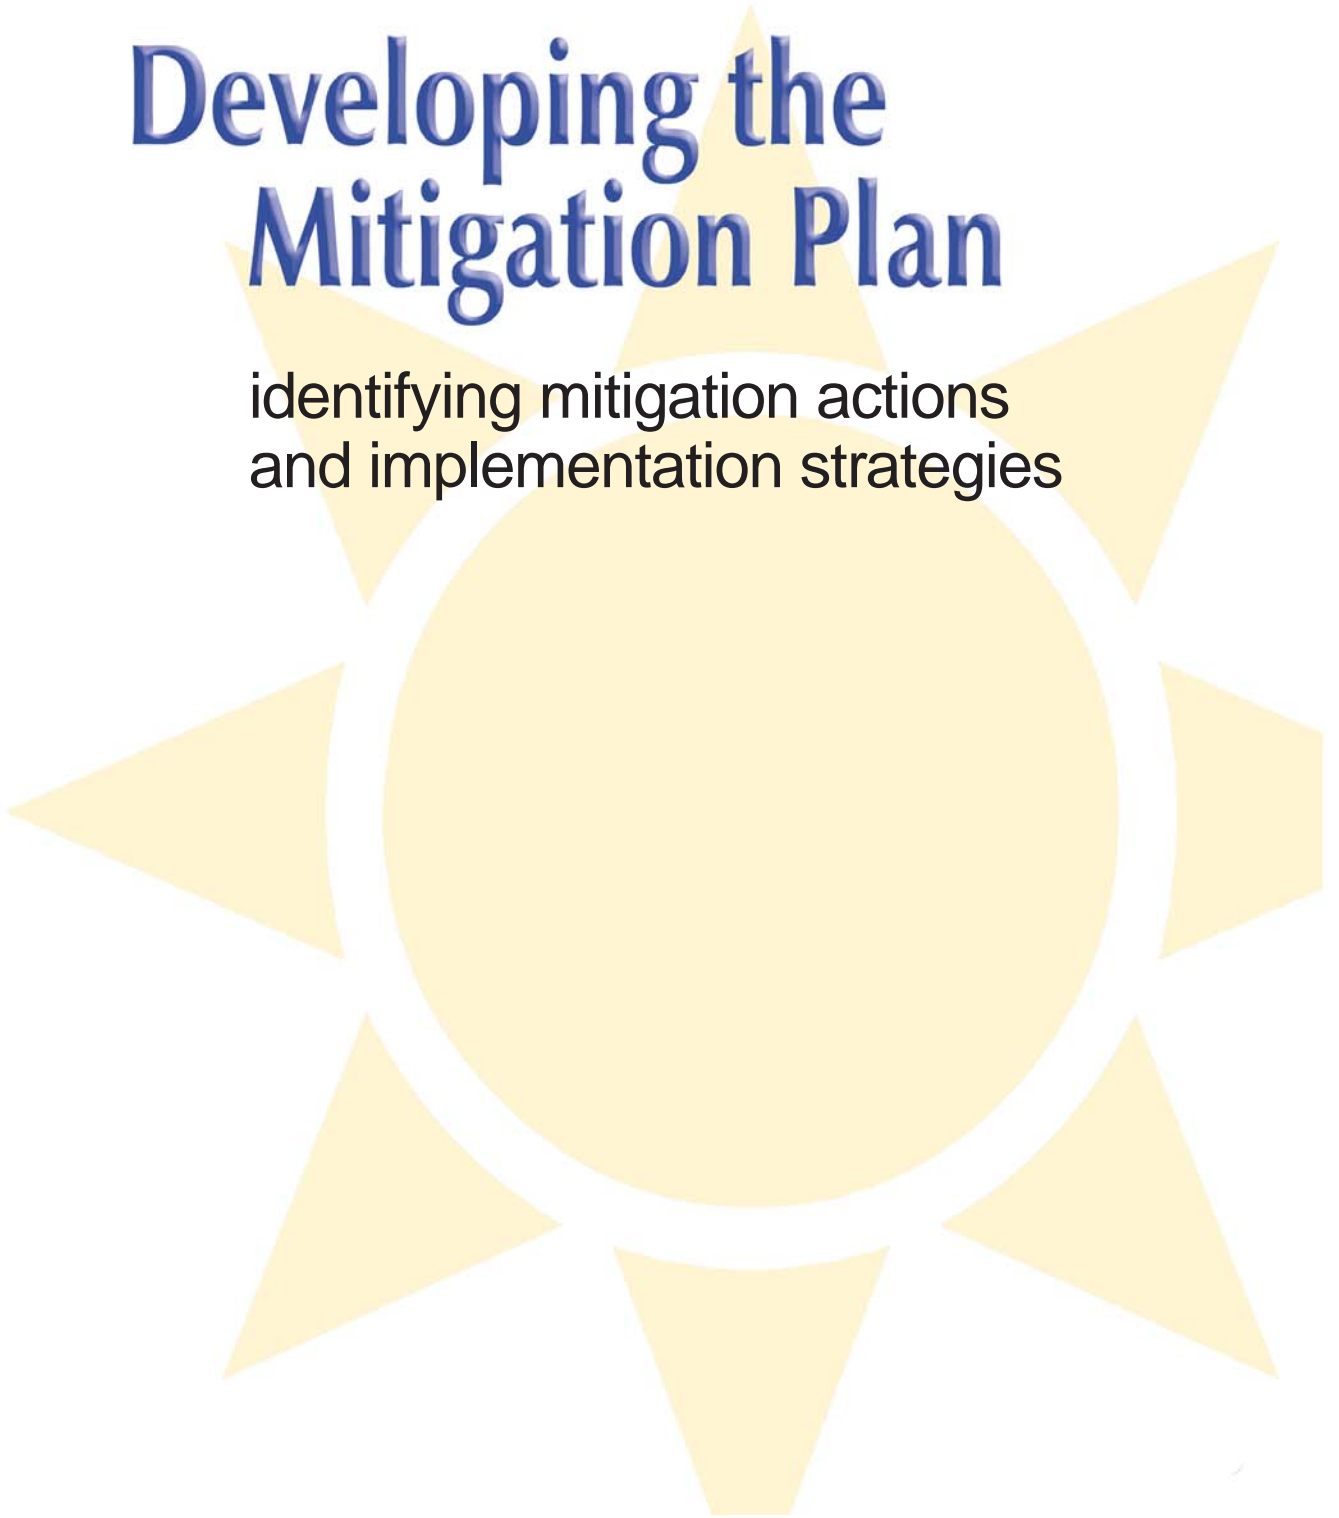 Developing the
Mitigation Plan
identifying mitigation actions
and implementation strategies